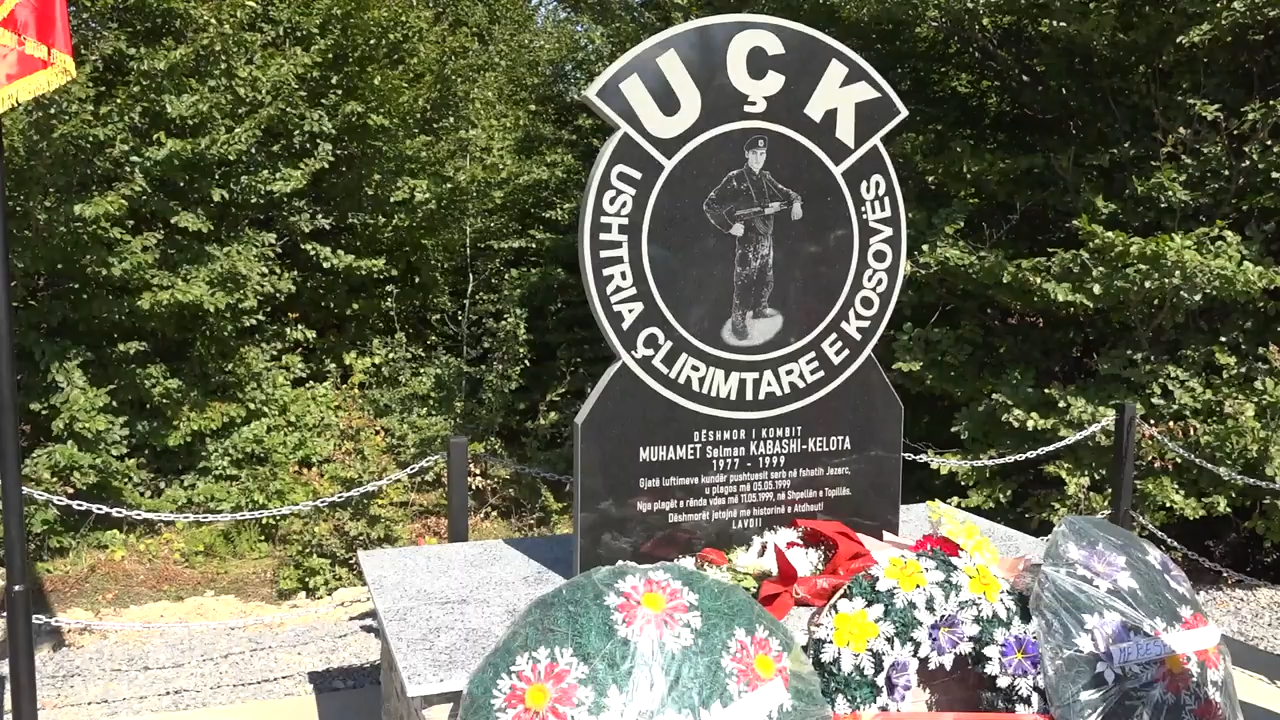 UÇK
USHTRIA ÇLIRIMTARE E KOSOVËS
DËSHMOR I KOMBIT
MUHAMET Selman KABASHI-KELOTA
1977 - 1999
Gjatë luftimeve kundër pushtuesit serb në fshatin Jezerc,
u plagos më 05.05.1999
Nga plagët e rënda vdes më 11.05.1999, në Shpellën e Topillës.
Dëshmorët jetojnë me historinë e Atdheut!
LAVDI!
ME RESPE